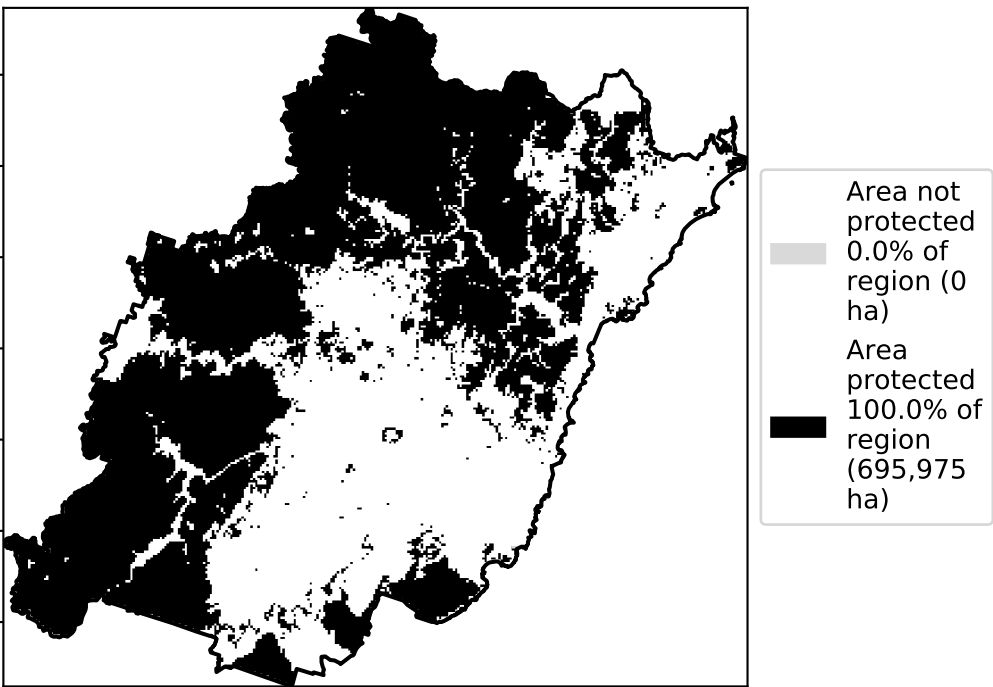 Area not
protected
0.0% of
region (0
ha)
Area
protected
100.0% of
region
(695,975
ha)